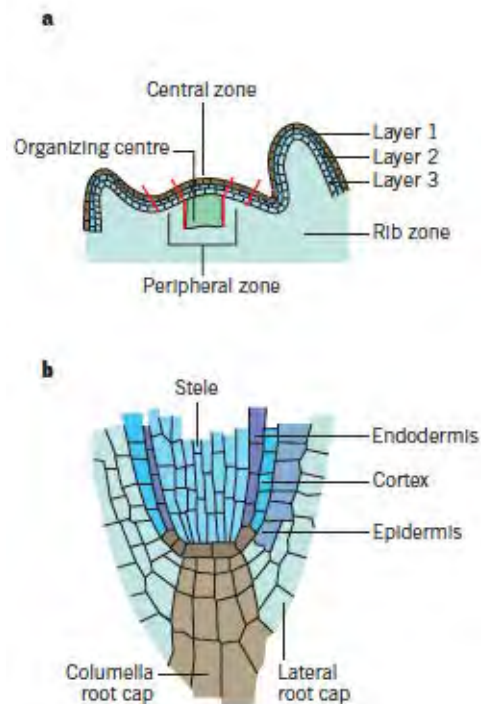 a
Central zone
Organizing centre
Layer 1
Layer 2
Layer 3
Rib zone
Peripheral zone
b
Stele
Endodermis
Cortex
Epidermis
Columella
root cap
Lateral
root cap